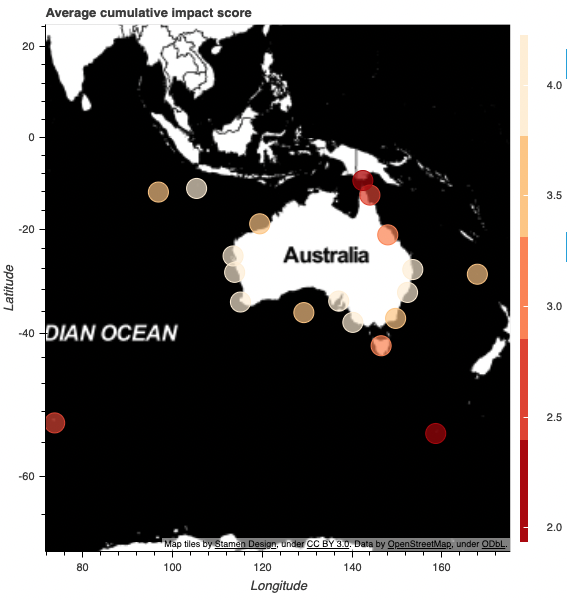 Average cumulative impact score
20
0
-20
-40
-60
Latitude
Australia
DIAN OCEAN
4.0
3.5
3.0
2.5
2.0
Map tiles by Stamen Design, under CC BY 3.0. Data by OpenStreetMap, under ODbL.
80 100 120 140 160
Longitude